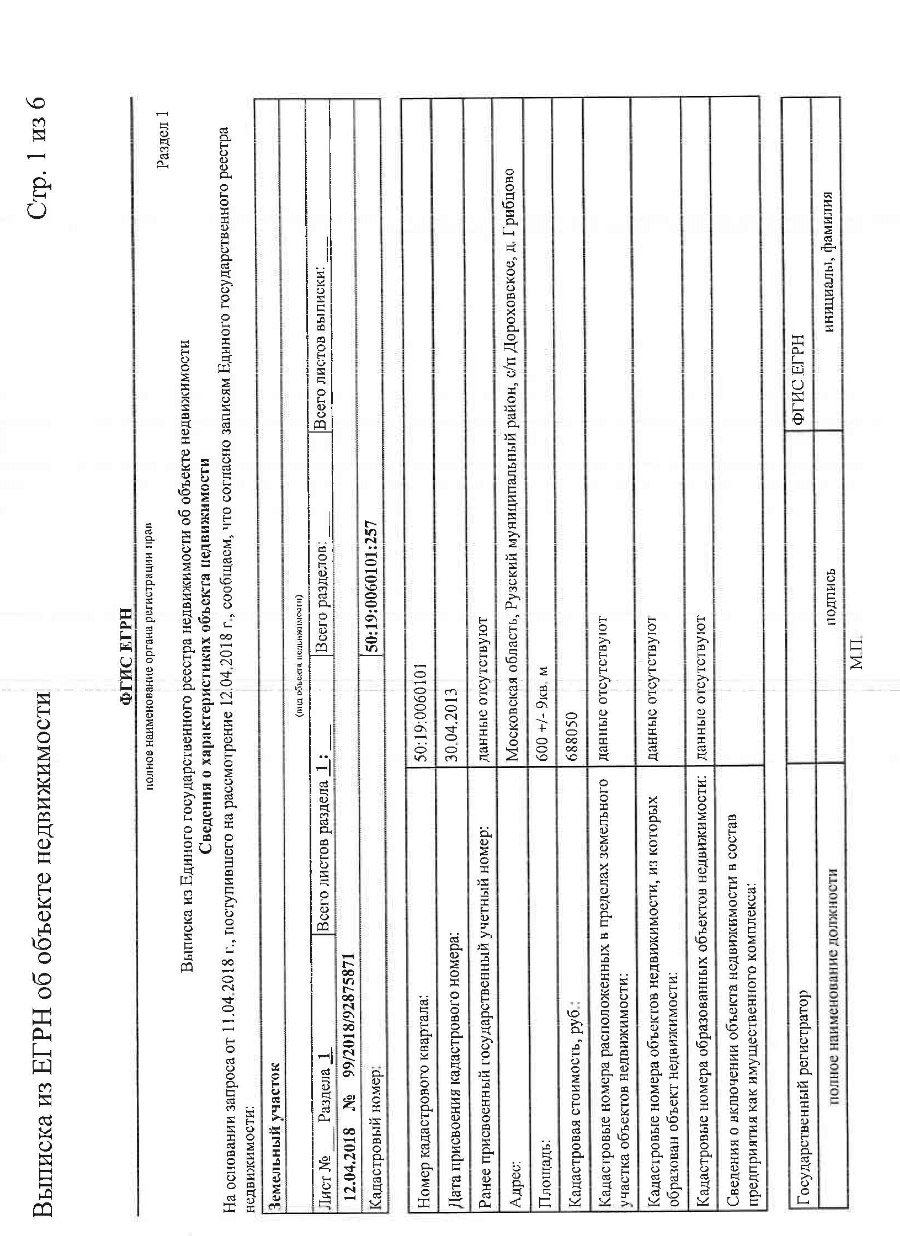 Выписка из ЕГРН об объекте недвижимости
Стр. 1 из 6
ФГИС ЕГРН
полное наименование органа регистрации прав
Раздел 1
Выписка из Единого государственного реестра недвижимости об объекте недвижимости
Сведения о характеристиках объекта недвижимости
На основании запроса от 11.04.2018 г., поступившего на рассмотрение 12.04.2018 г., сообщаем, что согласно записям Единого государственного реестра
недвижимости:
Земельный участок
(вид объекта недвижимости)
Лист № ___ Раздела 1 Всего листов раздела 1 : ___ Всего разделов: ___ Всего листов выписки: ___
12.04.2018 № 99/2018/92875871
Кадастровый номер: 50:19:0060101:257
Номер кадастрового квартала: 50:19:0060101
Дата присвоения кадастрового номера: 30.04.2013
Ранее присвоенный государственный учетный номер: данные отсутствуют
Адрес: Московская область, Рузский муниципальный район, с/п Дороховское, д. Грибцово
Площадь: 600 +/- 9кв. м
Кадастровая стоимость, руб.: 688050
Кадастровые номера расположенных в пределах земельного данные отсутствуют
участка объектов недвижимости:
Кадастровые номера объектов недвижимости, из которых данные отсутствуют
образован объект недвижимости:
Кадастровые номера образованных объектов недвижимости: данные отсутствуют
Сведения о включении объекта недвижимости в состав
предприятия как имущественного комплекса:
Государственный регистратор ФГИС ЕГРН
полное наименование должности подпись инициалы, фамилия
М.П.